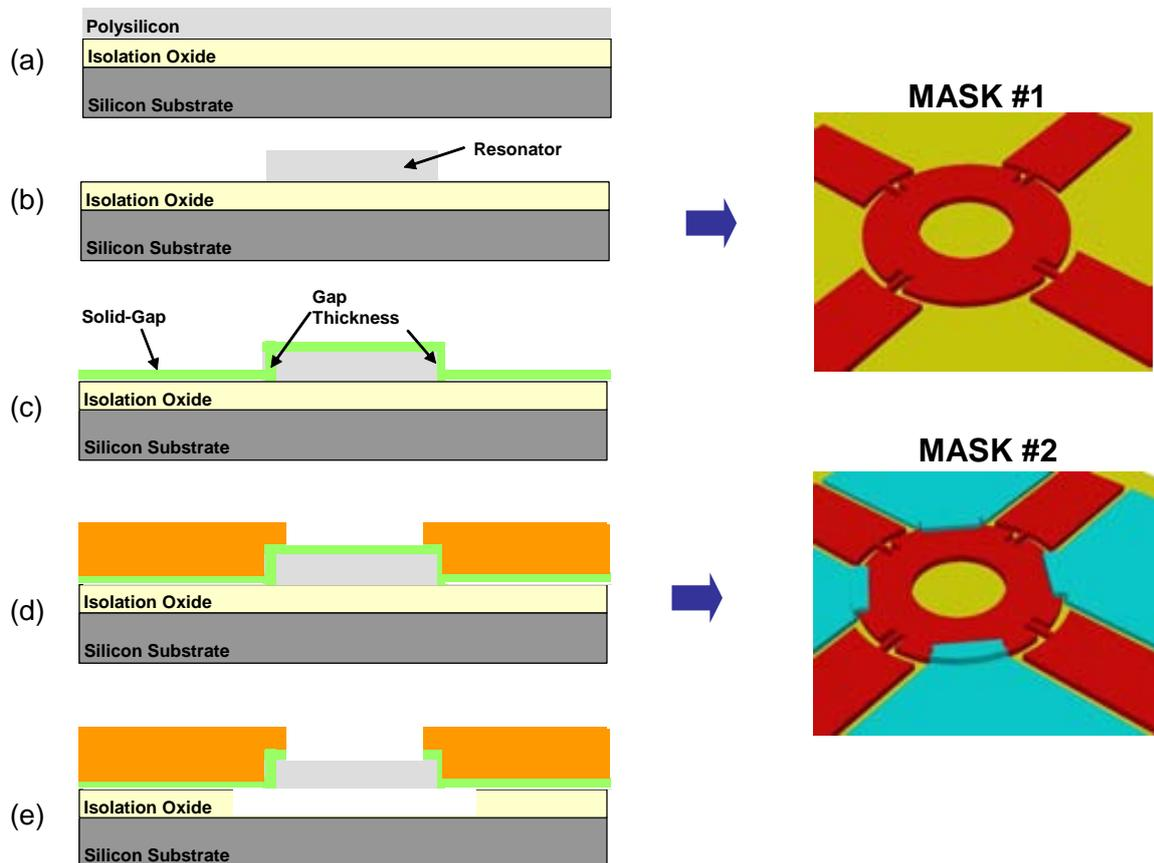 (a)
Polysilicon
Isolation Oxide
Silicon Substrate
MASK #1
(b)
Resonator
Isolation Oxide
Silicon Substrate
(c)
Solid-Gap
Gap
Thickness
Isolation Oxide
Silicon Substrate
MASK #2
(d)
Isolation Oxide
Silicon Substrate
(e)
Isolation Oxide
Silicon Substrate